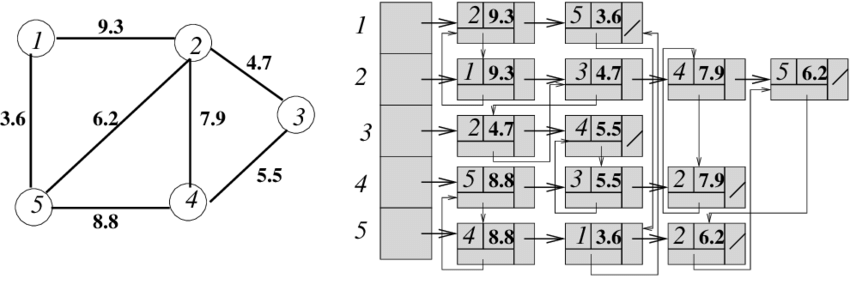 9.3
1 2
4.7
3.6 6.2 7.9 3
5.5
5 4
8.8
1 2 9.3 5 3.6
2 1 9.3 3 4.7 4 7.9 5 6.2
3 2 4.7 4 5.5
4 5 8.8 3 5.5 2 7.9
5 4 8.8 1 3.6 2 6.2